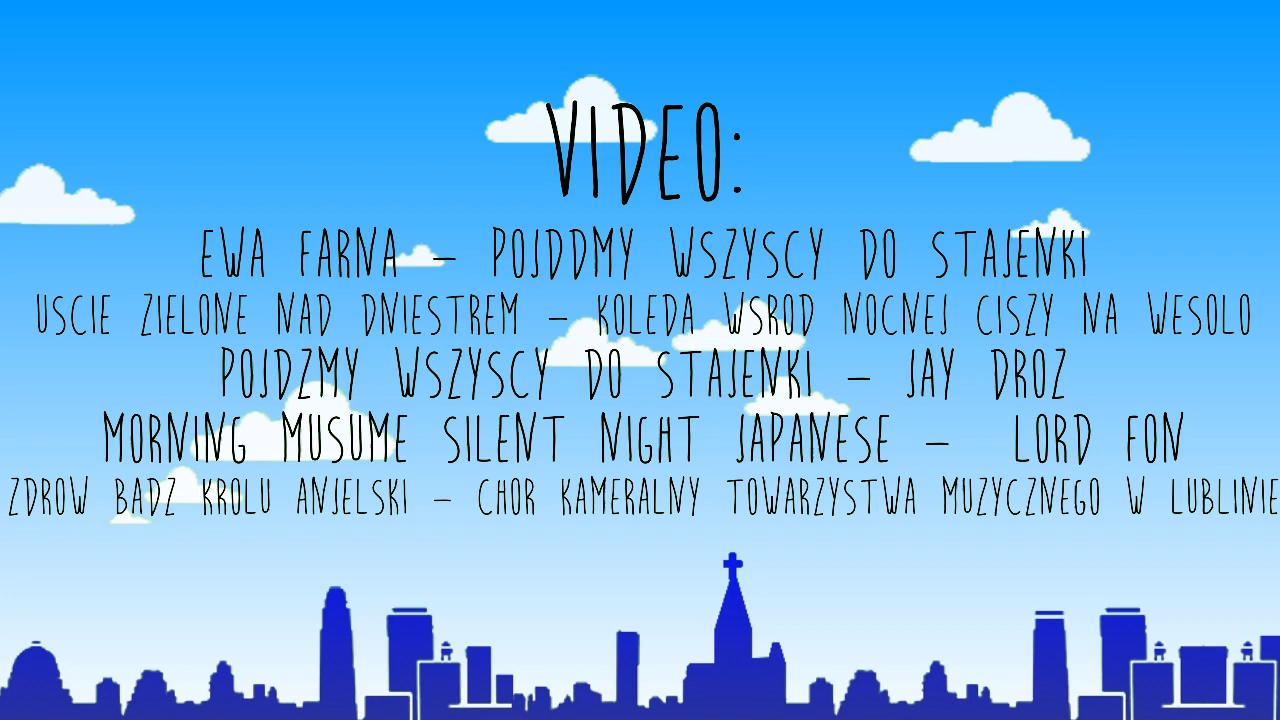 VIDEO:
EWA FARNA - POJDDMY WSZYSCY DO STAJENKI
USCIE ZIELONE NAD DNIESTREM - KOLEDA WSROD NOCNEJ CISZY NA WESOLO
POJDZMY WSZYSCY DO STAJENKI - JAY DROZ
MORNING MUSUME SILENT NIGHT JAPANESE - LORD FON
ZDROW BADZ KROLU ANJELSKI - CHOR KAMERALNY TOWARZYSTWA MUZYCZNEGO W LUBLINIE